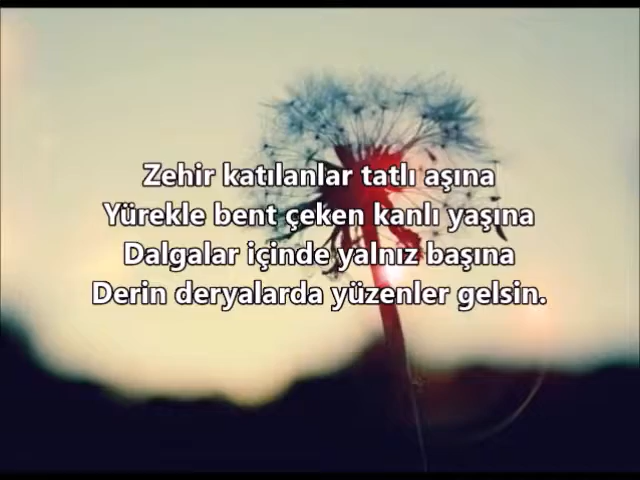 Zehir katılanlar tatlı aşına
Yürekle bent çeken kanlı yaşına
Dalgalar içinde yalnız başına
Derin deryalarda yüzenler gelsin.